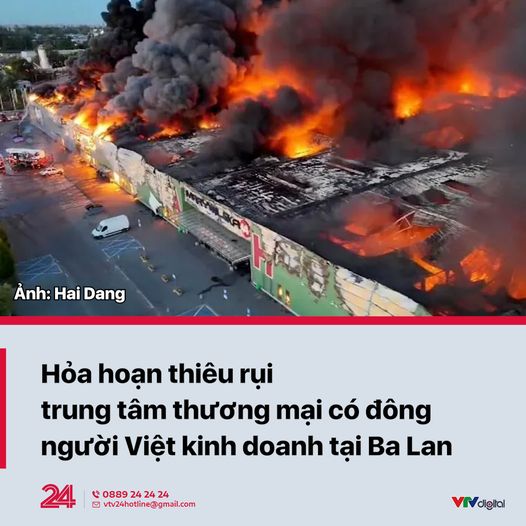 MARYWILSKA
H
Ảnh: Hai Dang
Hỏa hoạn thiêu rụi
trung tâm thương mại có đông
người Việt kinh doanh tại Ba Lan
24
0889 24 24 24
vtv24hotline@gmail.com
VTVdigital